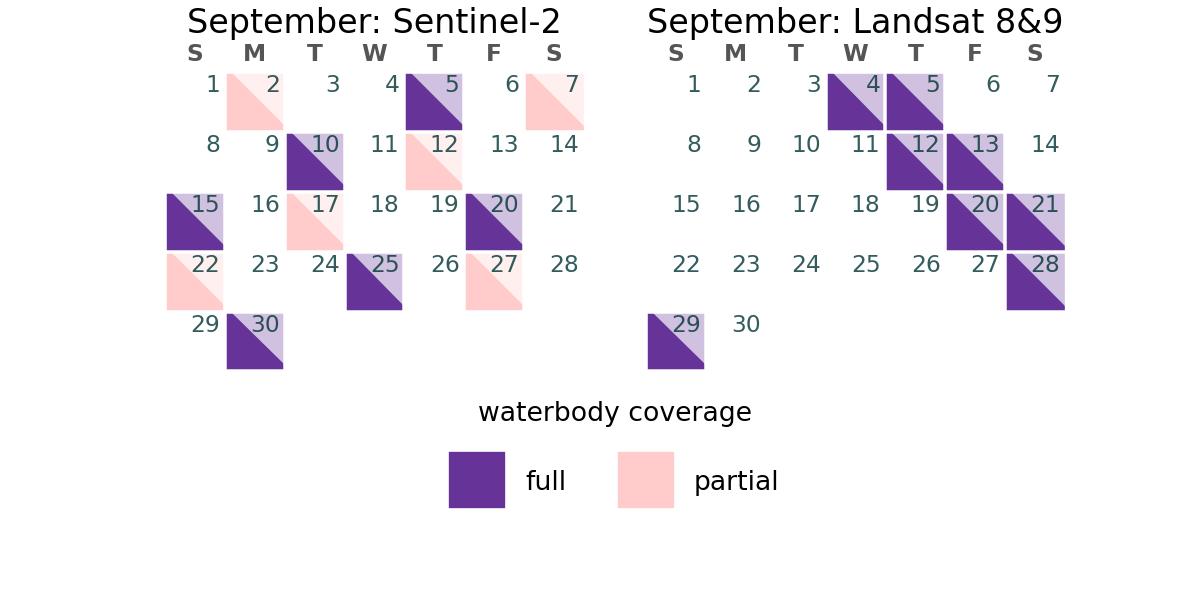 September: Sentinel-2
S M T W T F S
1 2 3 4 5 6 7
8 9 10 11 12 13 14
15 16 17 18 19 20 21
22 23 24 25 26 27 28
29 30
September: Landsat 8&9
S M T W T F S
1 2 3 4 5 6 7
8 9 10 11 12 13 14
15 16 17 18 19 20 21
22 23 24 25 26 27 28
29 30
waterbody coverage
full partial